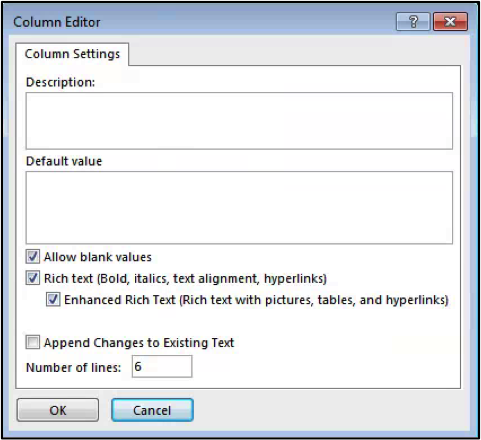 Column Editor
?
Column Settings
Description:
Default value
Allow blank values
Rich text (Bold, italics, text alignment, hyperlinks)
Enhanced Rich Text (Rich text with pictures, tables, and hyperlinks)
Append Changes to Existing Text
Number of lines: 6
OK Cancel